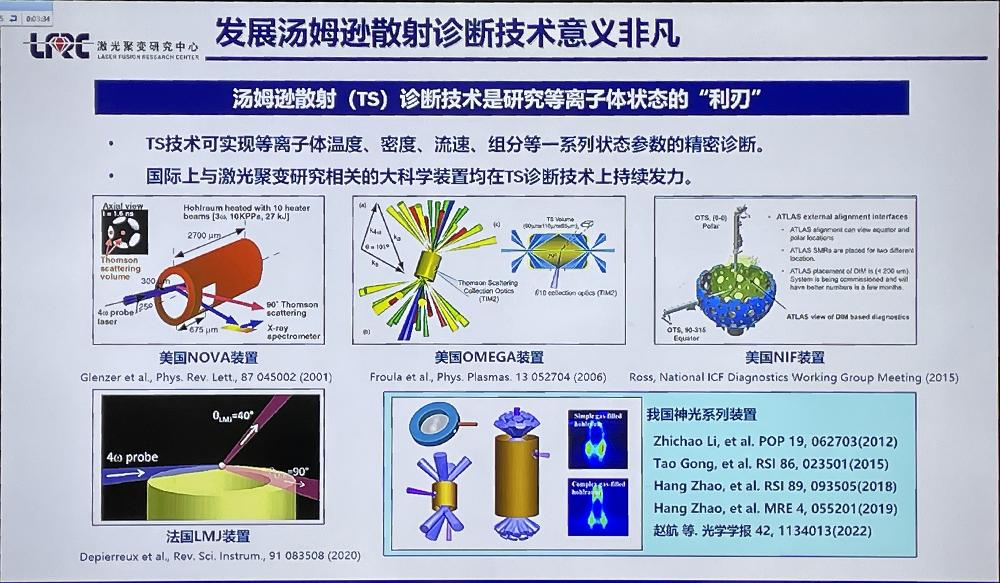 0:03:34
LFRC 激光聚变研究中心
LASER FUSION RESEARCH CENTER
发展汤姆逊散射诊断技术意义非凡
汤姆逊散射（TS）诊断技术是研究等离子体状态的“利刃”
• TS技术可实现等离子体温度、密度、流速、组分等一系列状态参数的精密诊断。
• 国际上与激光聚变研究相关的大科学装置均在TS诊断技术上持续发力。
Axial view
t = 1.6 ns
Hohlraum heated with 10 heater
beams [3ω, 10KPPs, 27 kJ]
2700 μm
Thomson
scattering
volume
300
4ω probe
laser
250
675 μm
90° Thomson
scattering
X-ray
spectrometer
美国NOVA装置
Glenzer et al., Phys. Rev. Lett., 87 045002 (2001)
(a)
θ = 101°
(b)
(c)
TS Volume
Thomson Scattering
Collection Optics
(TIM2)
f/10 collection optics (TIM2)
美国OMEGA装置
Froula et al., Phys. Plasmas. 13 052704 (2006)
OTS, (0-0)
Polar
OTS, 90-315
Equator
• ATLAS external alignment interfaces
• ATLAS alignment can view equator and
polar locations
• ATLAS SMRs are placed for two different
location.
• ATLAS placement of DIM is (< 200 um).
System is being commissioned and will
have better numbers is a few months.
ATLAS view of DIM based diagnostics
美国NIF装置
Ross, National ICF Diagnostics Working Group Meeting (2015)
θLMJ=40°
4ω probe
=90°
法国LMJ装置
Depierreux et al., Rev. Sci. Instrum., 91 083508 (2020)
Simple gas-filled
hohlraum
Complex gas-filled
hohlraum
我国神光系列装置
Zhichao Li, et al. POP 19, 062703(2012)
Tao Gong, et al. RSI 86, 023501(2015)
Hang Zhao, et al. RSI 89, 093505(2018)
Hang Zhao, et al. MRE 4, 055201(2019)
赵航 等. 光学学报 42, 1134013(2022)